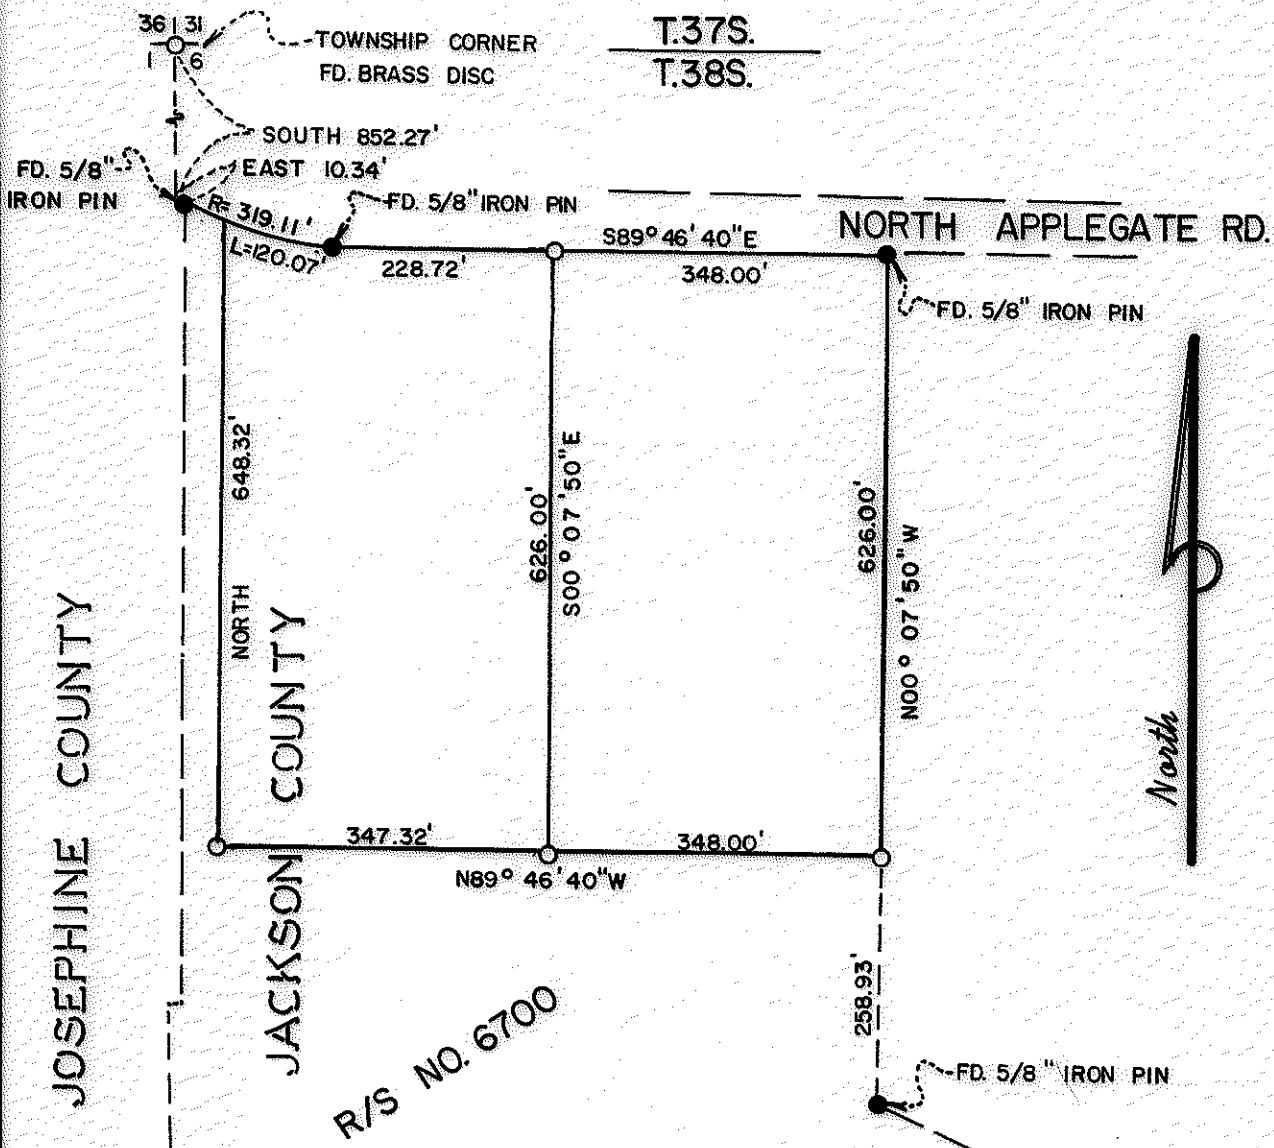 36 31
1 6
TOWNSHIP CORNER
FD. BRASS DISC
T.37S.
T.38S.
SOUTH 852.27'
EAST 10.34'
FD. 5/8"
IRON PIN
R= 319.11'
L=120.07'
FD. 5/8" IRON PIN
228.72'
S89° 46' 40"E
348.00'
NORTH APPLEGATE RD.
FD. 5/8" IRON PIN
648.32'
NORTH
626.00'
S00° 07' 50"E
626.00'
N00° 07' 50"W
JOSEPHINE COUNTY
JACKSON COUNTY
North
347.32'
348.00'
N89° 46' 40"W
258.93'
R/S NO. 6700
FD. 5/8" IRON PIN